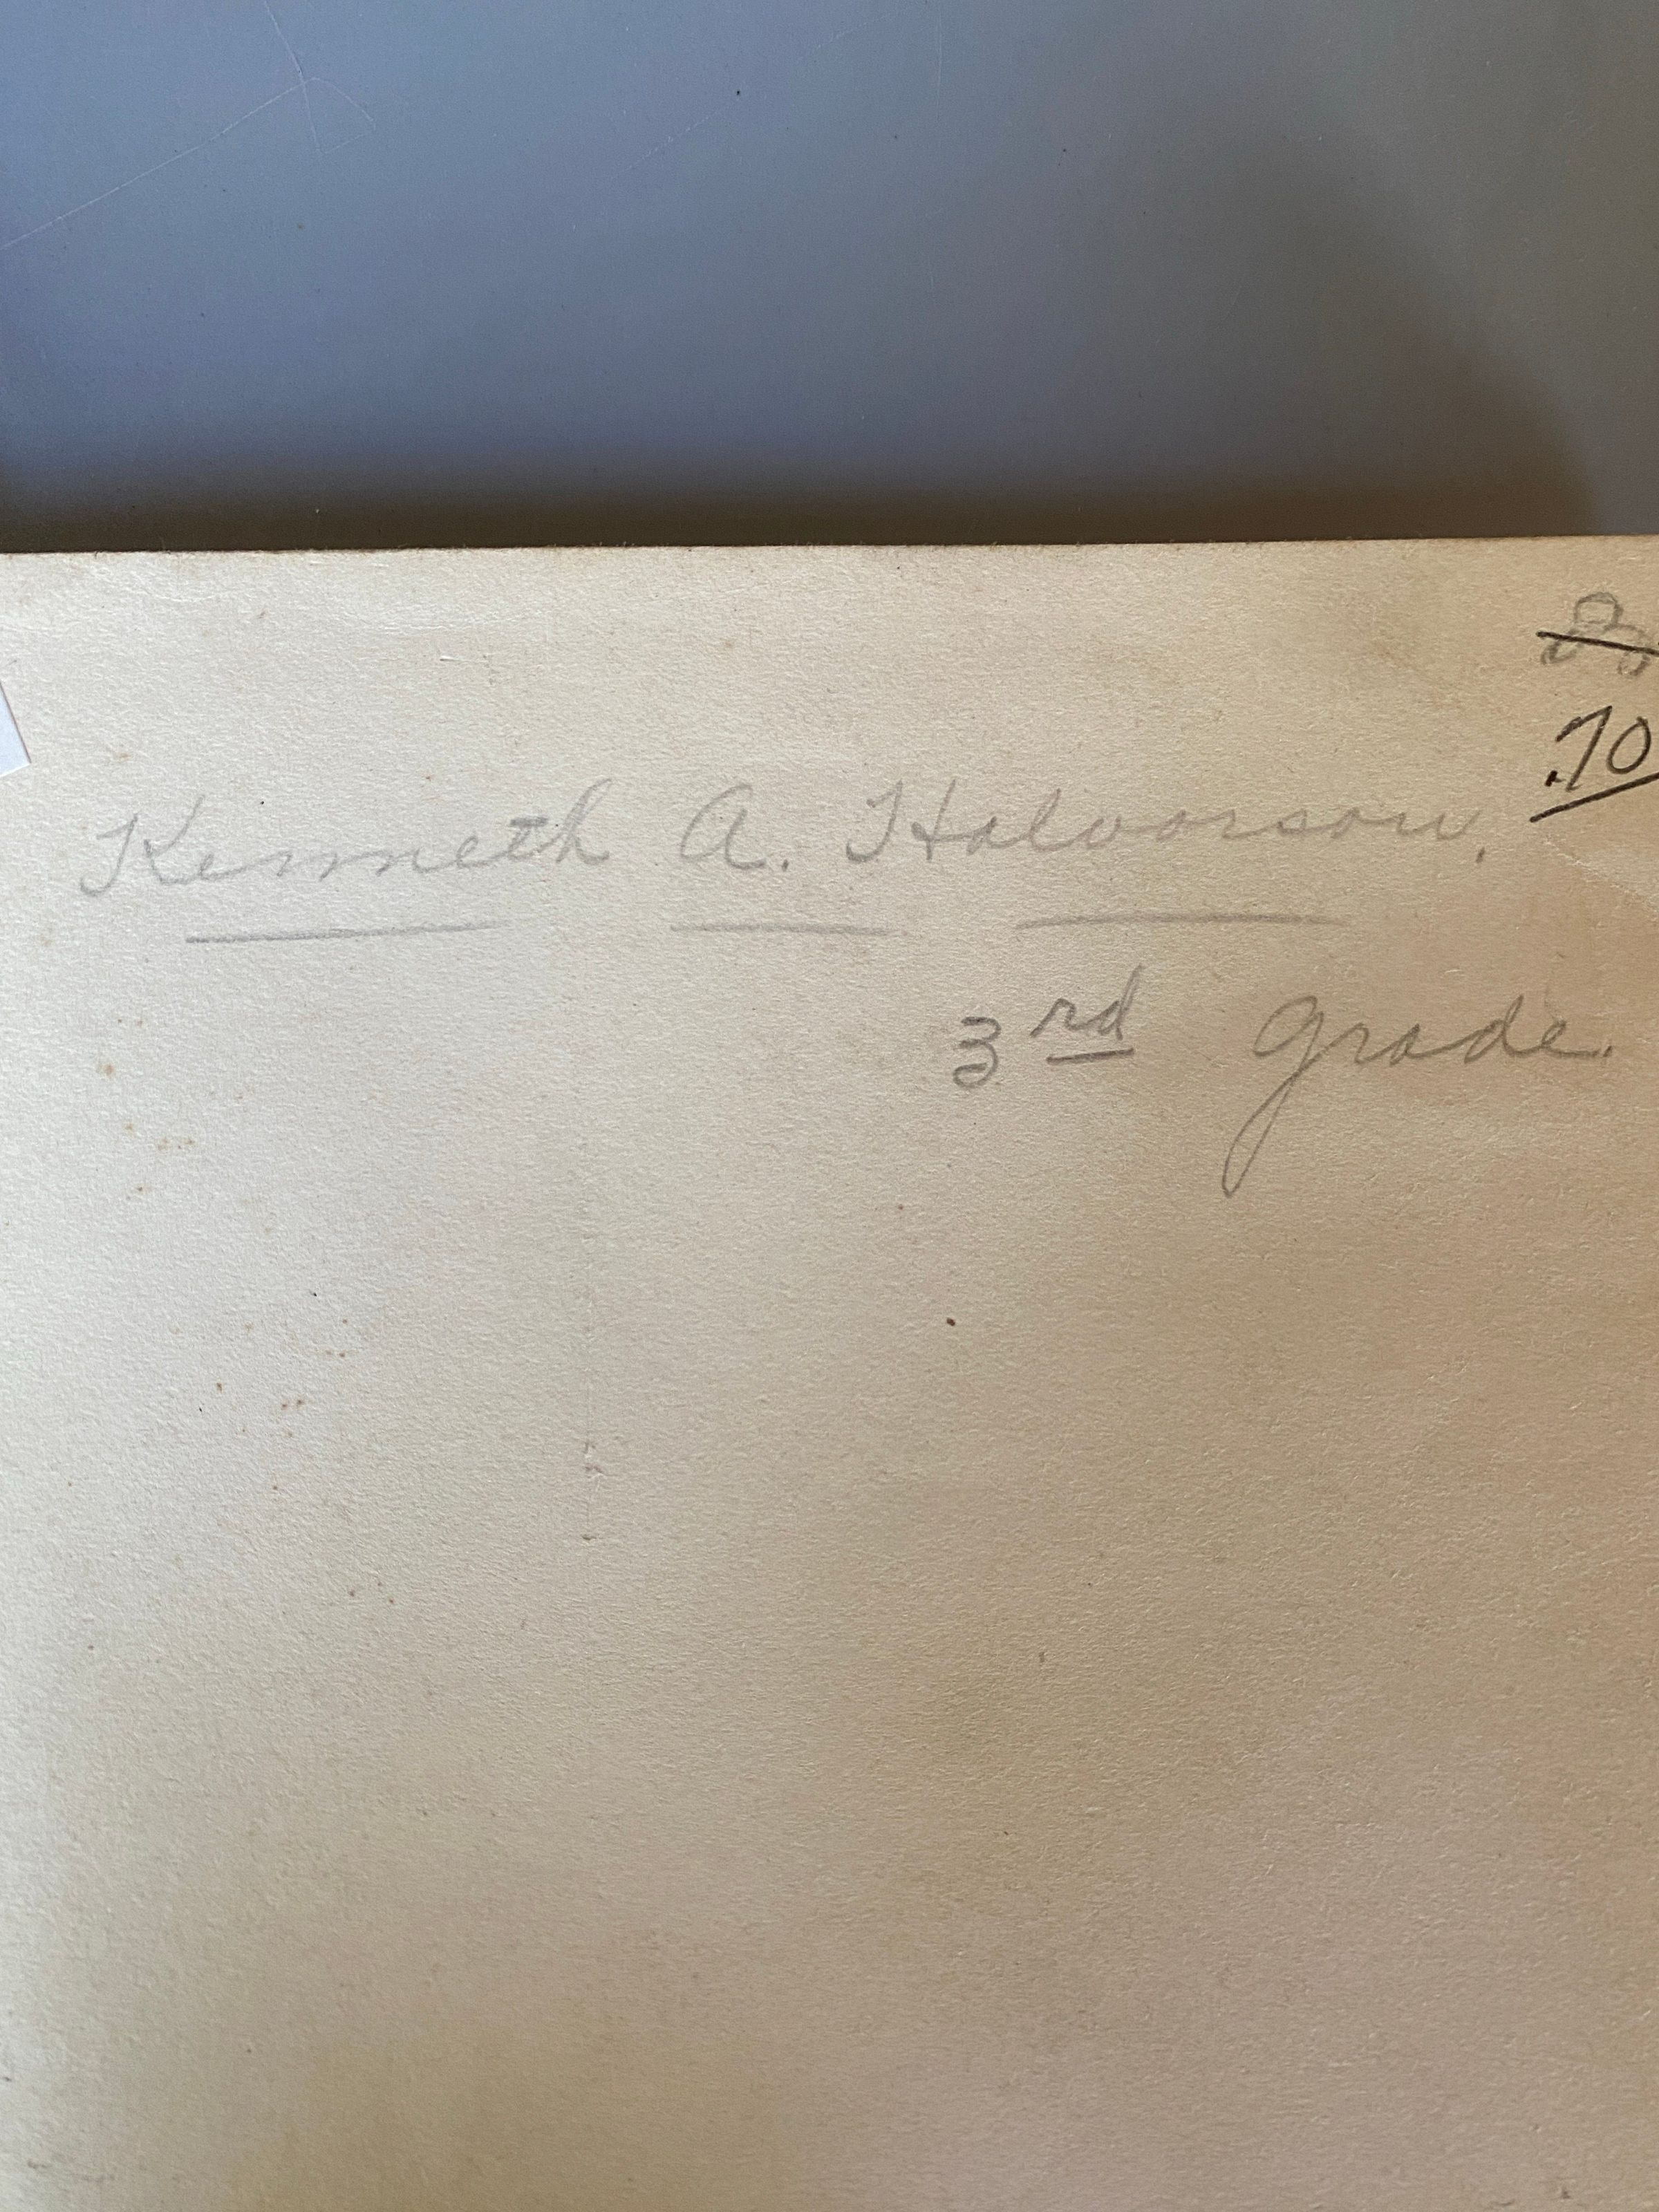 .70
Kenneth A. Halvorson.
3rd grade.